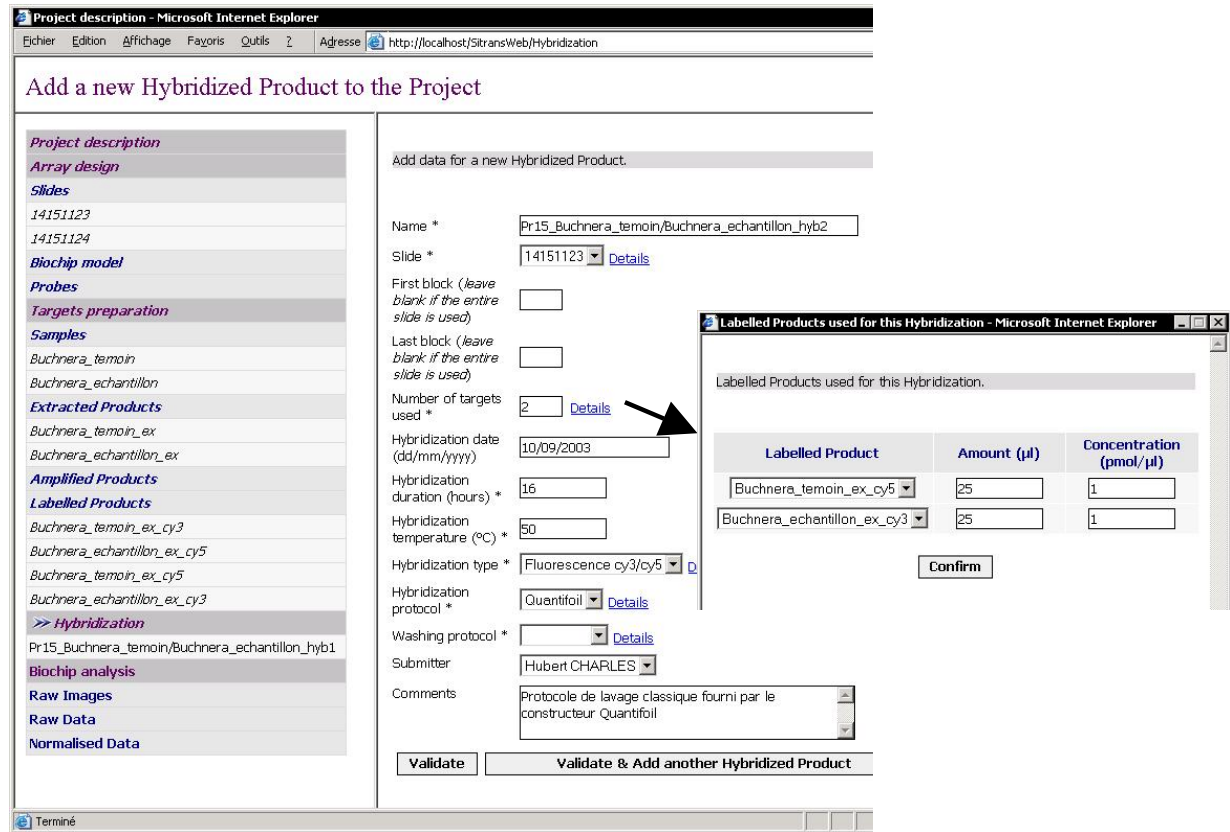 Project description - Microsoft Internet Explorer
Fichier Edition Affichage Favoris Outils ? Adresse http://localhost/SitransWeb/Hybridization
Add a new Hybridized Product to the Project
Project description
Array design
Slides
14151123
14151124
Biochip model
Probes
Targets preparation
Samples
Buchnera_temoin
Buchnera_echantillon
Extracted Products
Buchnera_temoin_ex
Buchnera_echantillon_ex
Amplified Products
Labelled Products
Buchnera_temoin_ex_cy3
Buchnera_echantillon_ex_cy5
Buchnera_temoin_ex_cy5
Buchnera_echantillon_ex_cy3
>> Hybridization
Pr15_Buchnera_temoin/Buchnera_echantillon_hyb1
Biochip analysis
Raw Images
Raw Data
Normalised Data
Add data for a new Hybridized Product.
Name * Pr15_Buchnera_temoin/Buchnera_echantillon_hyb2
Slide * 14151123 Details
First block (leave
blank if the entire
slide is used)
Last block (leave
blank if the entire
slide is used)
Number of targets
used * 2 Details
Hybridization date
(dd/mm/yyyy) 10/09/2003
Hybridization
duration (hours) * 16
Hybridization
temperature (ºC) * 50
Hybridization type * Fluorescence cy3/cy5 D
Hybridization
protocol * Quantifoil Details
Washing protocol * Details
Submitter Hubert CHARLES
Comments Protocole de lavage classique fourni par le
constructeur Quantifoil
Validate Validate & Add another Hybridized Product
Terminé
Labelled Products used for this Hybridization - Microsoft Internet Explorer
Labelled Products used for this Hybridization.
Labelled Product Amount (µl) Concentration
(pmol/µl)
Buchnera_temoin_ex_cy5 25 1
Buchnera_echantillon_ex_cy3 25 1
Confirm